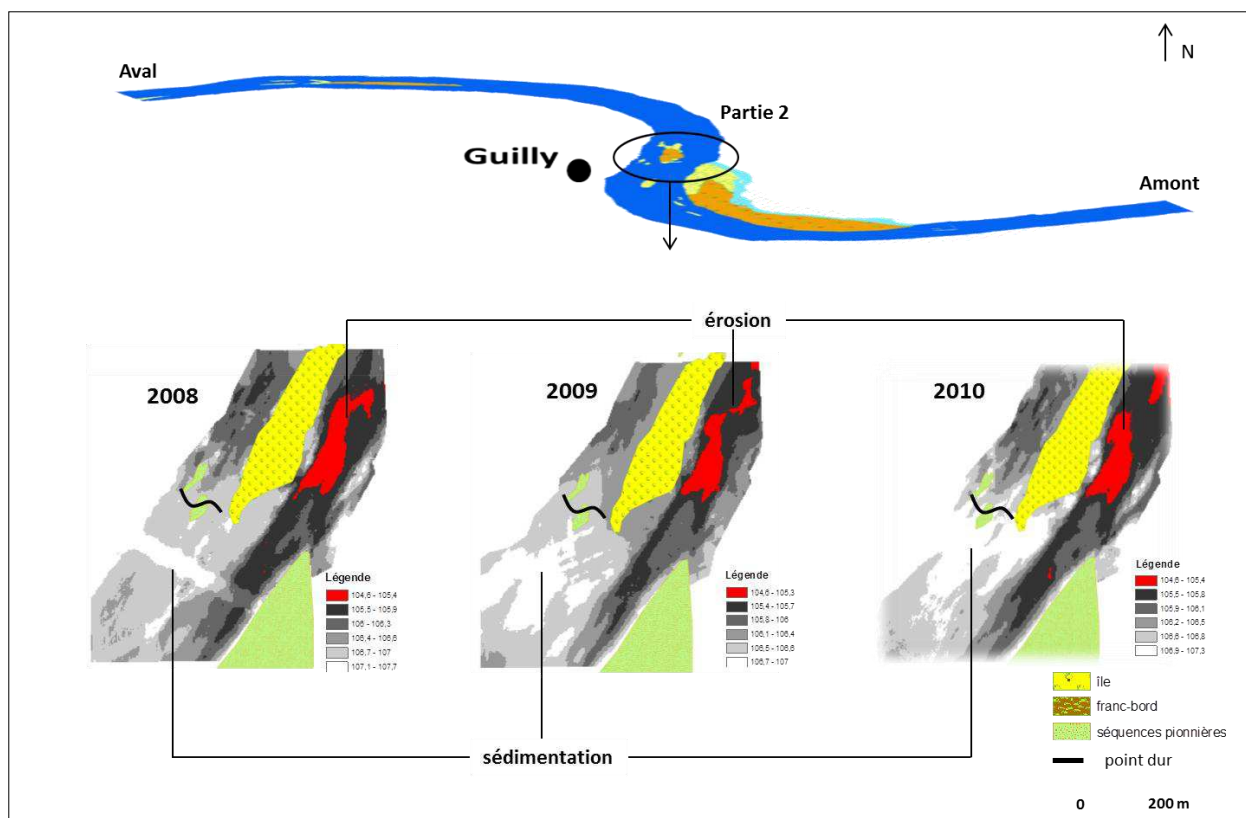 N
Aval
Partie 2
Guilly
Amont
érosion
2008
2009
2010
Légende
104,6 - 105,4
105,5 - 105,9
106 - 106,3
106,4 - 106,6
106,7 - 107
107,1 - 107,7
Légende
104,6 - 105,3
105,4 - 105,7
105,8 - 106
106,1 - 106,4
106,5 - 106,6
106,7 - 107
Légende
104,6 - 105,4
105,5 - 105,8
105,9 - 106,1
106,2 - 106,5
106,6 - 106,8
106,9 - 107,3
île
franc-bord
séquences pionnières
point dur
sédimentation
0 200 m